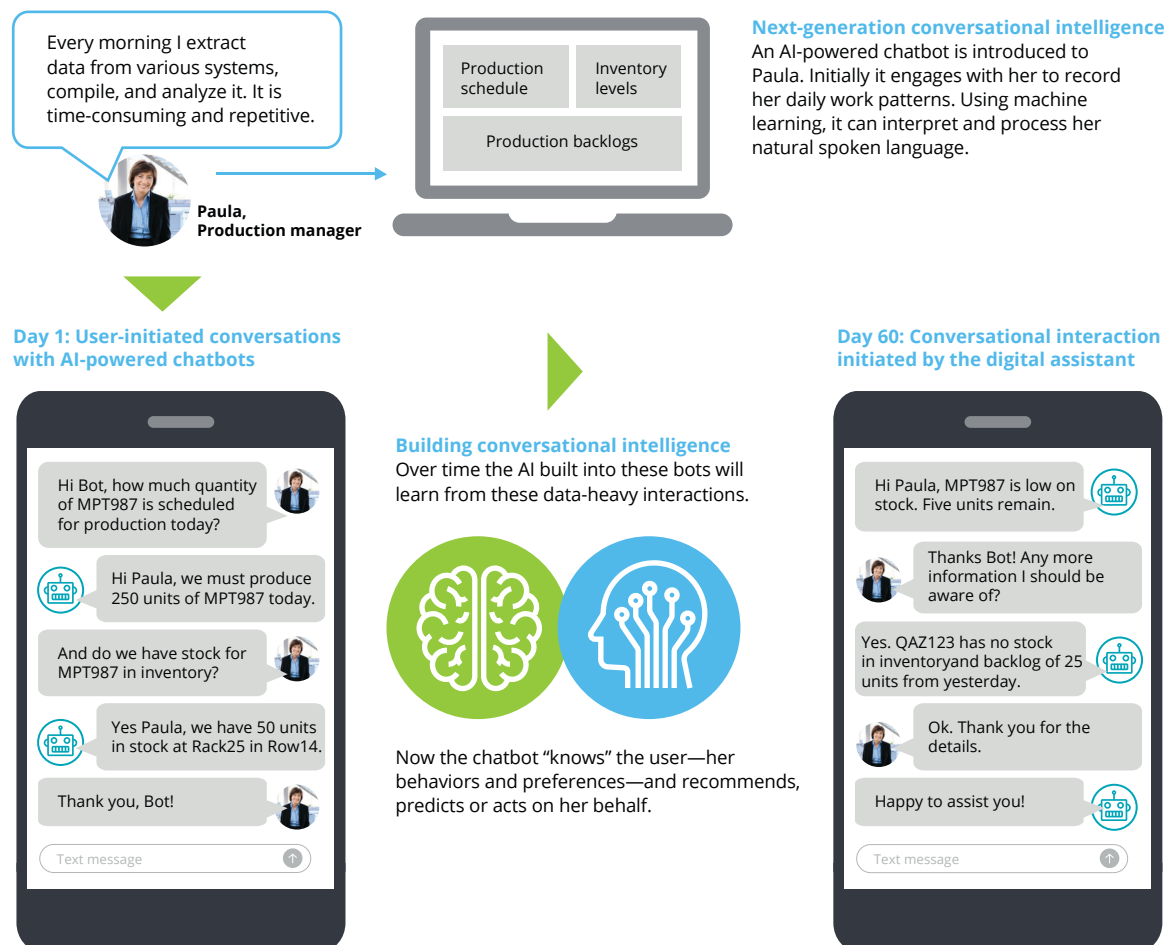 Every morning I extract
data from various systems,
compile, and analyze it. It is
time-consuming and repetitive.
Paula,
Production manager
Production
schedule
Inventory
levels
Production backlogs
Next-generation conversational intelligence
An AI-powered chatbot is introduced to
Paula. Initially it engages with her to record
her daily work patterns. Using machine
learning, it can interpret and process her
natural spoken language.
Day 1: User-initiated conversations
with AI-powered chatbots
Hi Bot, how much quantity
of MPT987 is scheduled
for production today?
Hi Paula, we must produce
250 units of MPT987 today.
And do we have stock for
MPT987 in inventory?
Yes Paula, we have 50 units
in stock at Rack25 in Row14.
Thank you, Bot!
Text message
Building conversational intelligence
Over time the AI built into these bots will
learn from these data-heavy interactions.
Now the chatbot “knows” the user—her
behaviors and preferences—and recommends,
predicts or acts on her behalf.
Day 60: Conversational interaction
initiated by the digital assistant
Hi Paula, MPT987 is low on
stock. Five units remain.
Thanks Bot! Any more
information I should be
aware of?
Yes. QAZ123 has no stock
in inventoryand backlog of 25
units from yesterday.
Ok. Thank you for the
details.
Happy to assist you!
Text message